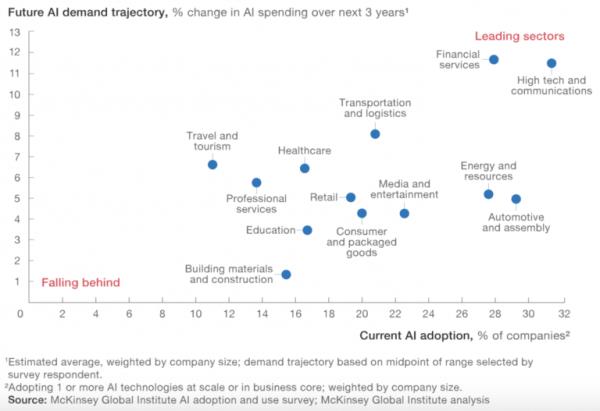 Future AI demand trajectory, % change in AI spending over next 3 years¹
13
12
11
10
9
8
7
6
5
4
3
2
1
Leading sectors
Financial
services
High tech and
communications
Transportation
and logistics
Travel and
tourism
Healthcare
Professional
services
Retail
Media and
entertainment
Energy and
resources
Automotive
and assembly
Education
Consumer
and packaged
goods
Building materials
and construction
Falling behind
0 2 4 6 8 10 12 14 16 18 20 22 24 26 28 30 32
Current AI adoption, % of companies²
¹Estimated average, weighted by company size; demand trajectory based on midpoint of range selected by
survey respondent.
²Adopting 1 or more AI technologies at scale or in business core; weighted by company size.
Source: McKinsey Global Institute AI adoption and use survey; McKinsey Global Institute analysis